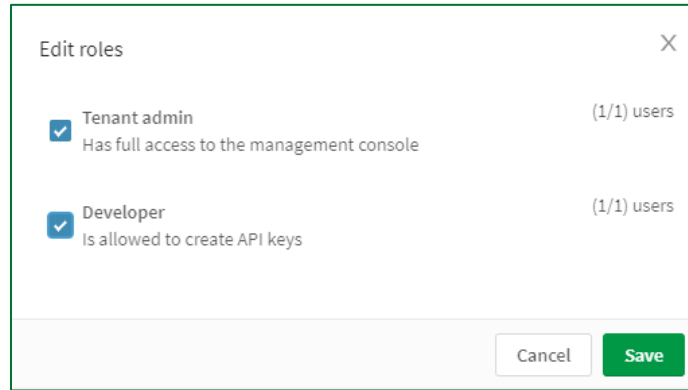 Edit roles
Tenant admin
(1/1) users
Has full access to the management console
Developer
(1/1) users
Is allowed to create API keys
Cancel
Save